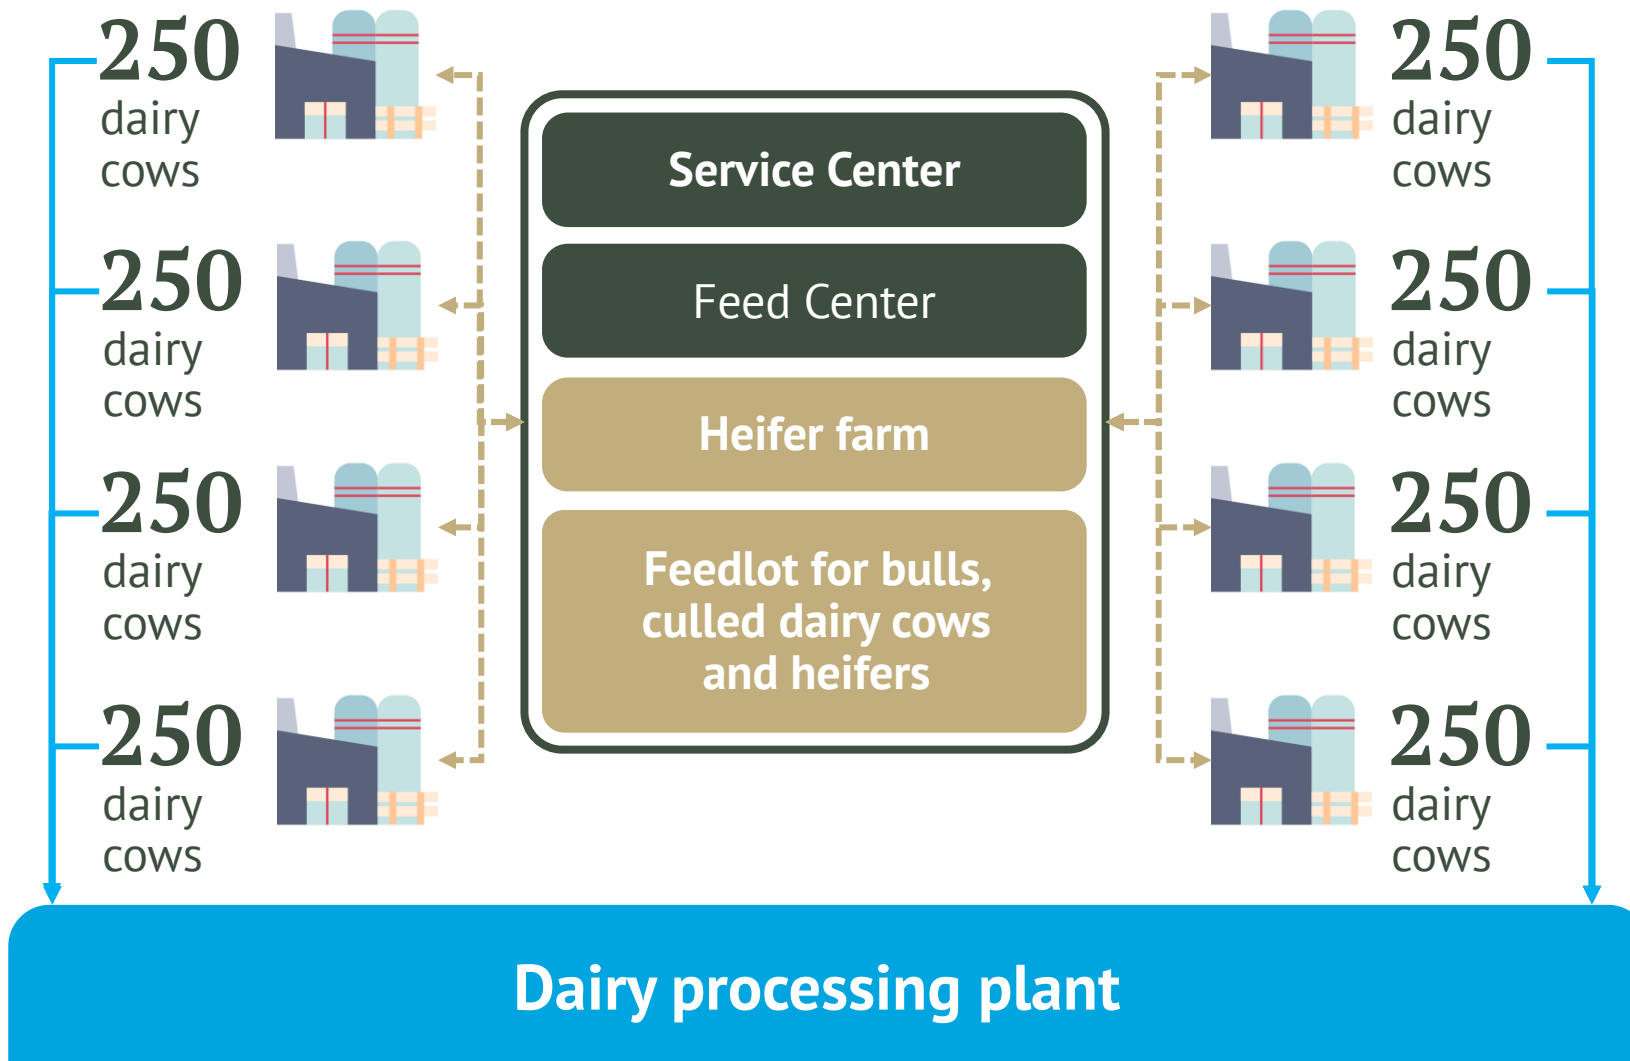 250
dairy
cows
250
dairy
cows
250
dairy
cows
250
dairy
cows
Service Center
Feed Center
Heifer farm
Feedlot for bulls,
culled dairy cows
and heifers
250
dairy
cows
250
dairy
cows
250
dairy
cows
250
dairy
cows
Dairy processing plant